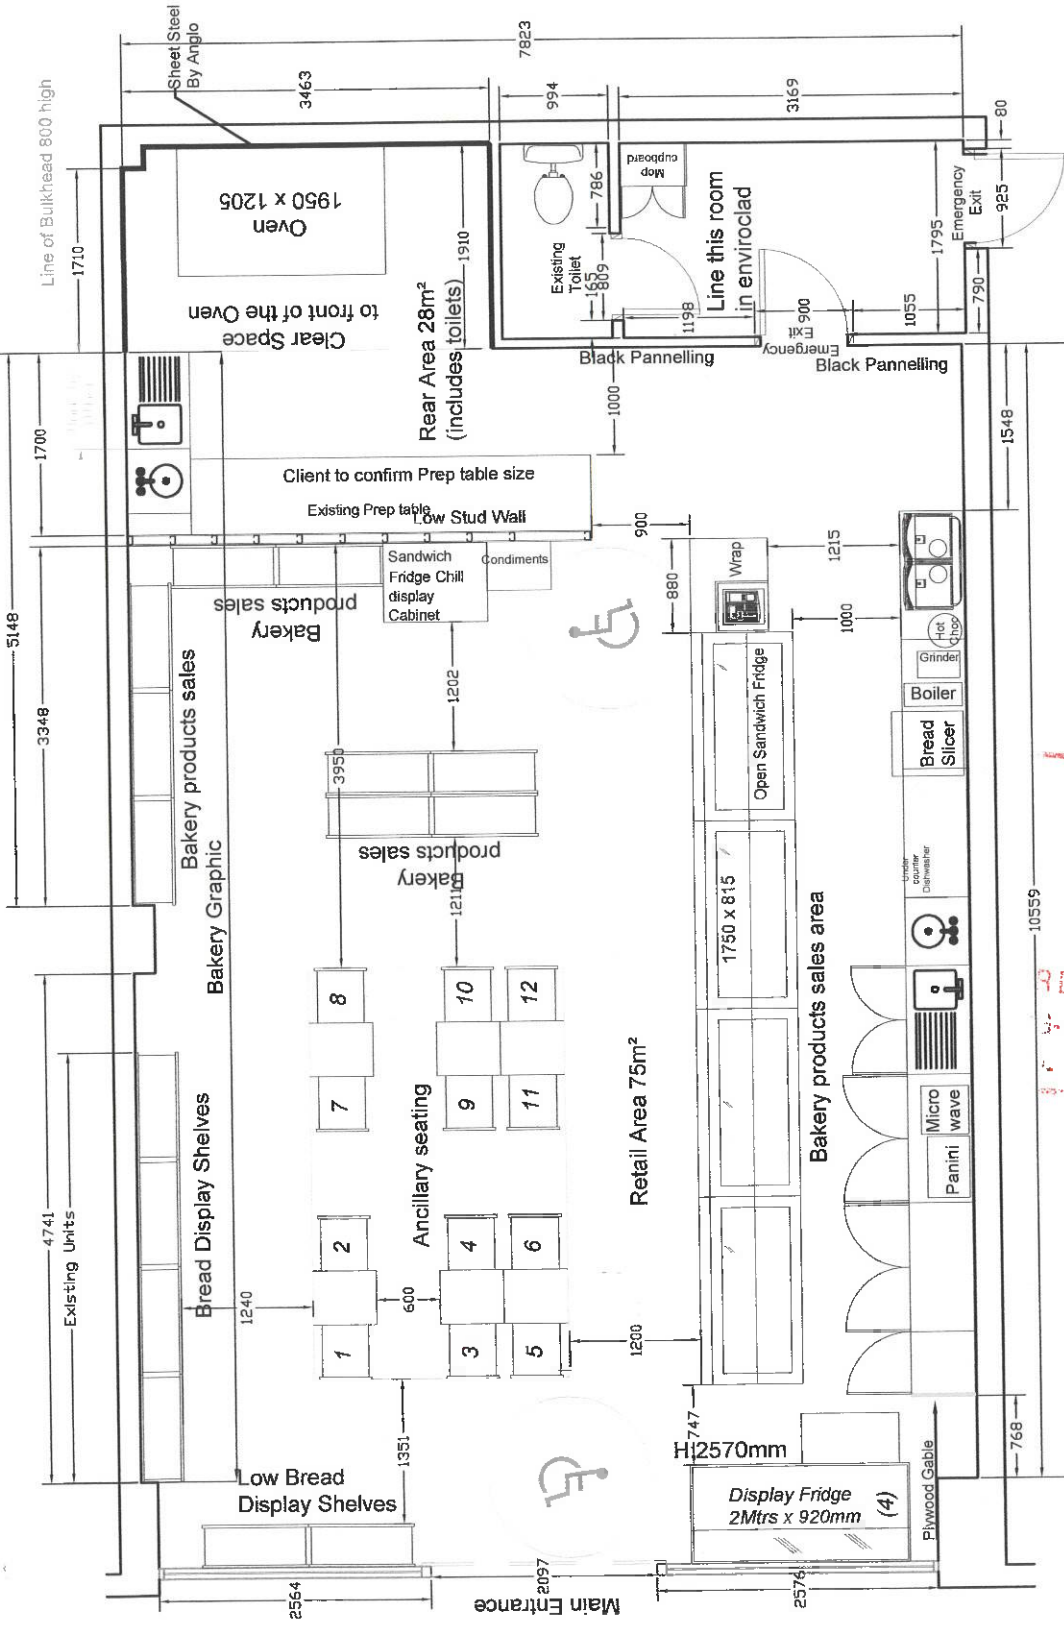 Line of Bulkhead 800 high
Sheet Steel
By Anglo
7823
3463
994
3169
80
1710
Oven
1950 x 1205
Clear Space
to front of the Oven
1910
Rear Area 28m²
(includes toilets)
Existing
Toilet
786
165
809
Mop
cupboard
Line this room
in enviroclad
1198
900
Emergency
Exit
1055
1795
Emergency
Exit
925
790
Black Pannelling
Black Pannelling
1000
1548
1700
5148
3348
Client to confirm Prep table size
Existing Prep table
Low Stud Wall
900
Bakery
products sales
Sandwich
Fridge Chill
display
Cabinet
Condiments
880
Wrap
1215
1000
Hot
Choc
Grinder
Boiler
Bread
Slicer
Under
counter
Dishwasher
Bakery products sales
Bakery Graphic
3950
1202
Bakery
products sales
1211
Open Sandwich Fridge
1750 x 815
Bakery products sales area
10559
8
10
12
7
9
11
Ancillary seating
Retail Area 75m²
Micro
wave
Panini
4741
Existing Units
Bread Display Shelves
1240
2
4
6
600
1
3
5
1200
1351
747
H 2570mm
768
Low Bread
Display Shelves
Display Fridge
2Mtrs x 920mm
(4)
Plywood Gable
2564
2097
2576
Main Entrance